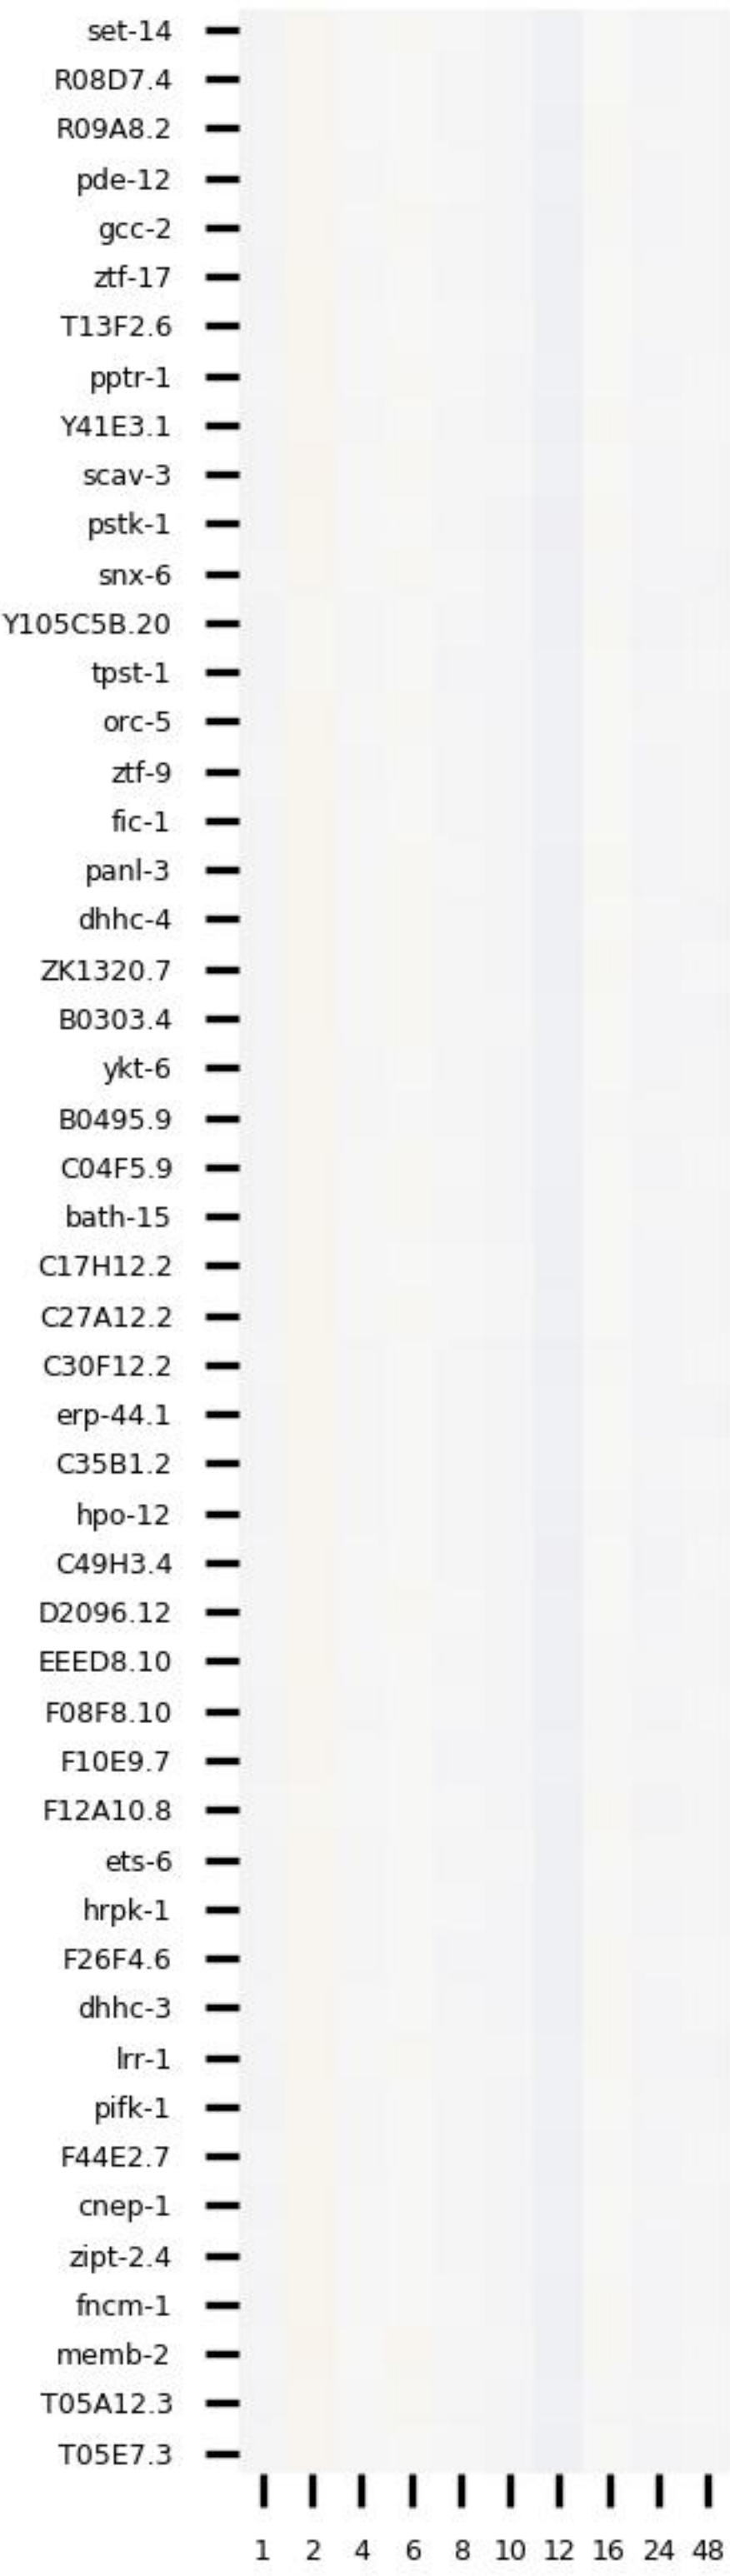 set-14
R08D7.4
R09A8.2
pde-12
gcc-2
ztf-17
T13F2.6
pptr-1
Y41E3.1
scav-3
pstk-1
snx-6
Y105C5B.20
tpst-1
orc-5
ztf-9
fic-1
panl-3
dhhc-4
ZK1320.7
B0303.4
ykt-6
B0495.9
C04F5.9
bath-15
C17H12.2
C27A12.2
C30F12.2
erp-44.1
C35B1.2
hpo-12
C49H3.4
D2096.12
EEED8.10
F08F8.10
F10E9.7
F12A10.8
ets-6
hrpk-1
F26F4.6
dhhc-3
lrr-1
pifk-1
F44E2.7
cnep-1
zipt-2.4
fncm-1
memb-2
T05A12.3
T05E7.3
1 2 4 6 8 10 12 16 24 48